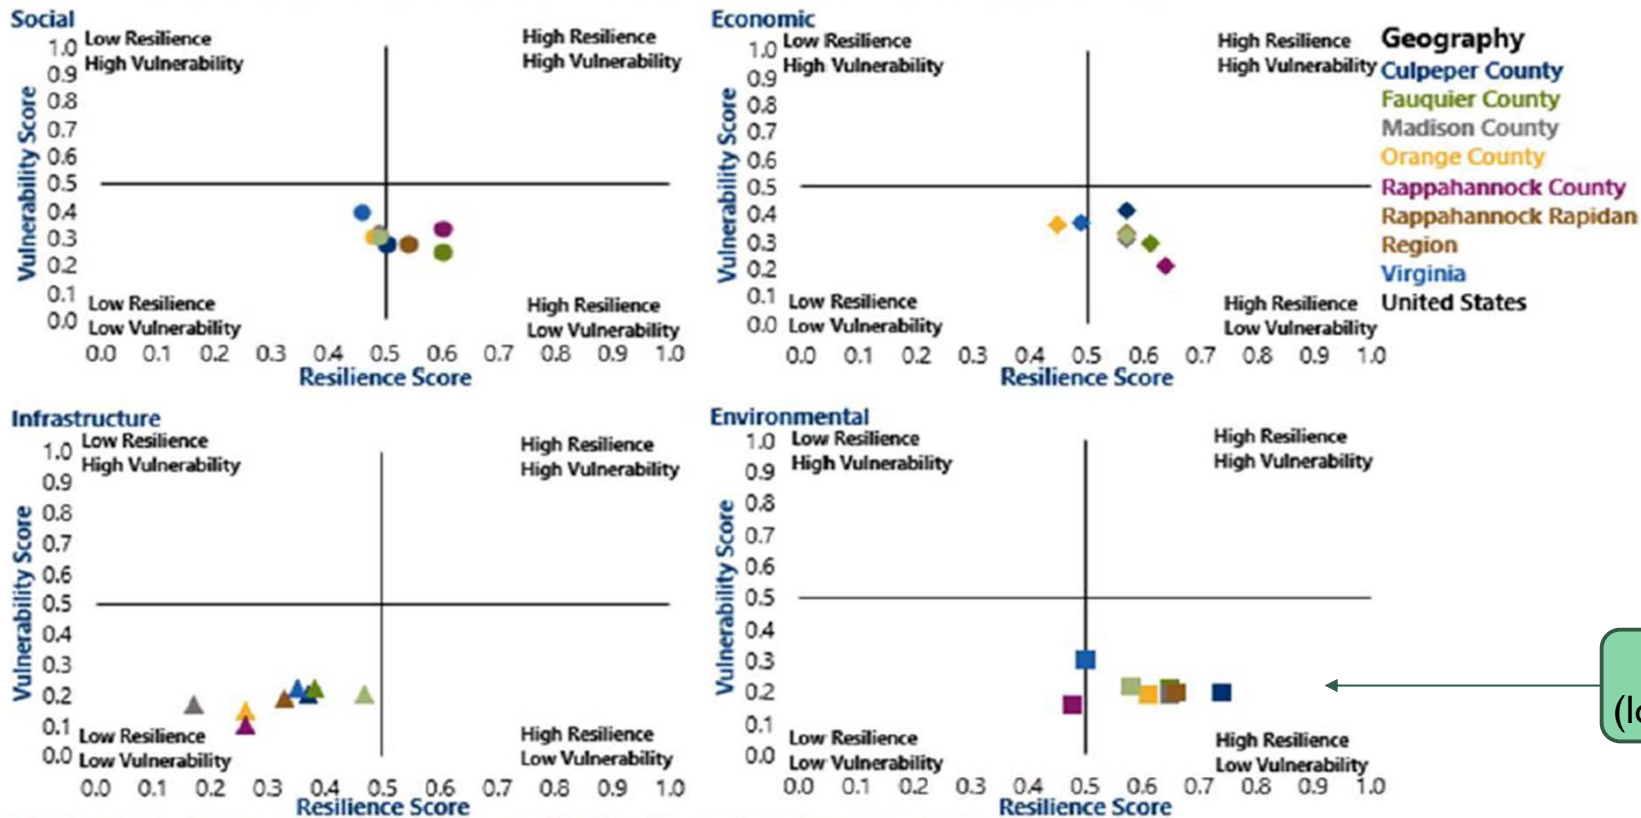 Social
Low Resilience
High Vulnerability
High Resilience
High Vulnerability
Vulnerability Score
1.0
0.9
0.8
0.7
0.6
0.5
0.4
0.3
0.2
0.1
0.0
Low Resilience
Low Vulnerability
High Resilience
Low Vulnerability
0.0 0.1 0.2 0.3 0.4 0.5 0.6 0.7 0.8 0.9 1.0
Resilience Score
Economic
Low Resilience
High Vulnerability
High Resilience
High Vulnerability
Vulnerability Score
1.0
0.9
0.8
0.7
0.6
0.5
0.4
0.3
0.2
0.1
0.0
Low Resilience
Low Vulnerability
High Resilience
Low Vulnerability
0.0 0.1 0.2 0.3 0.4 0.5 0.6 0.7 0.8 0.9 1.0
Resilience Score
Geography
Culpeper County
Fauquier County
Madison County
Orange County
Rappahannock County
Rappahannock Rapidan
Region
Virginia
United States
Infrastructure
Low Resilience
High Vulnerability
High Resilience
High Vulnerability
Vulnerability Score
1.0
0.9
0.8
0.7
0.6
0.5
0.4
0.3
0.2
0.1
0.0
Low Resilience
Low Vulnerability
High Resilience
Low Vulnerability
0.0 0.1 0.2 0.3 0.4 0.5 0.6 0.7 0.8 0.9 1.0
Resilience Score
Environmental
Low Resilience
High Vulnerability
High Resilience
High Vulnerability
Vulnerability Score
1.0
0.9
0.8
0.7
0.6
0.5
0.4
0.3
0.2
0.1
0.0
Low Resilience
Low Vulnerability
High Resilience
Low Vulnerability
0.0 0.1 0.2 0.3 0.4 0.5 0.6 0.7 0.8 0.9 1.0
Resilience Score